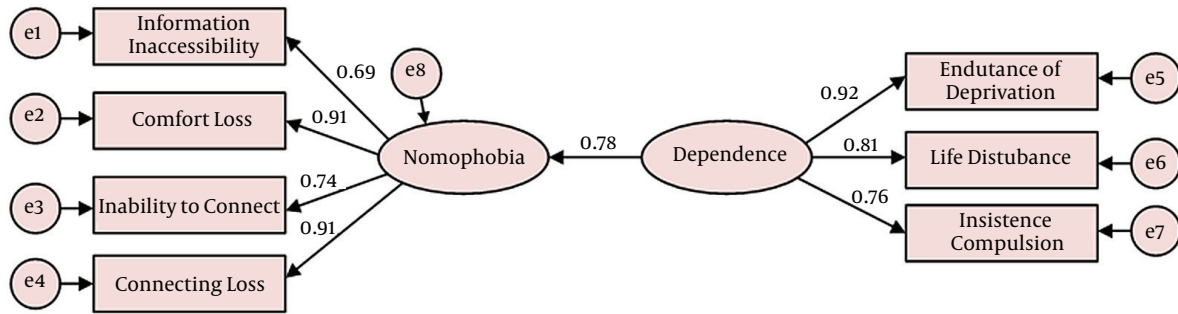 e1
Information
Inaccessibility
0.69
e8
e2
Comfort Loss
0.91
Nomophobia
0.78
Dependence
e3
Inability to Connect
0.74
0.91
e4
Connecting Loss
0.92
Endutance of
Deprivation
e5
0.81
Life Distubance
e6
0.76
Insistence
Compulsion
e7